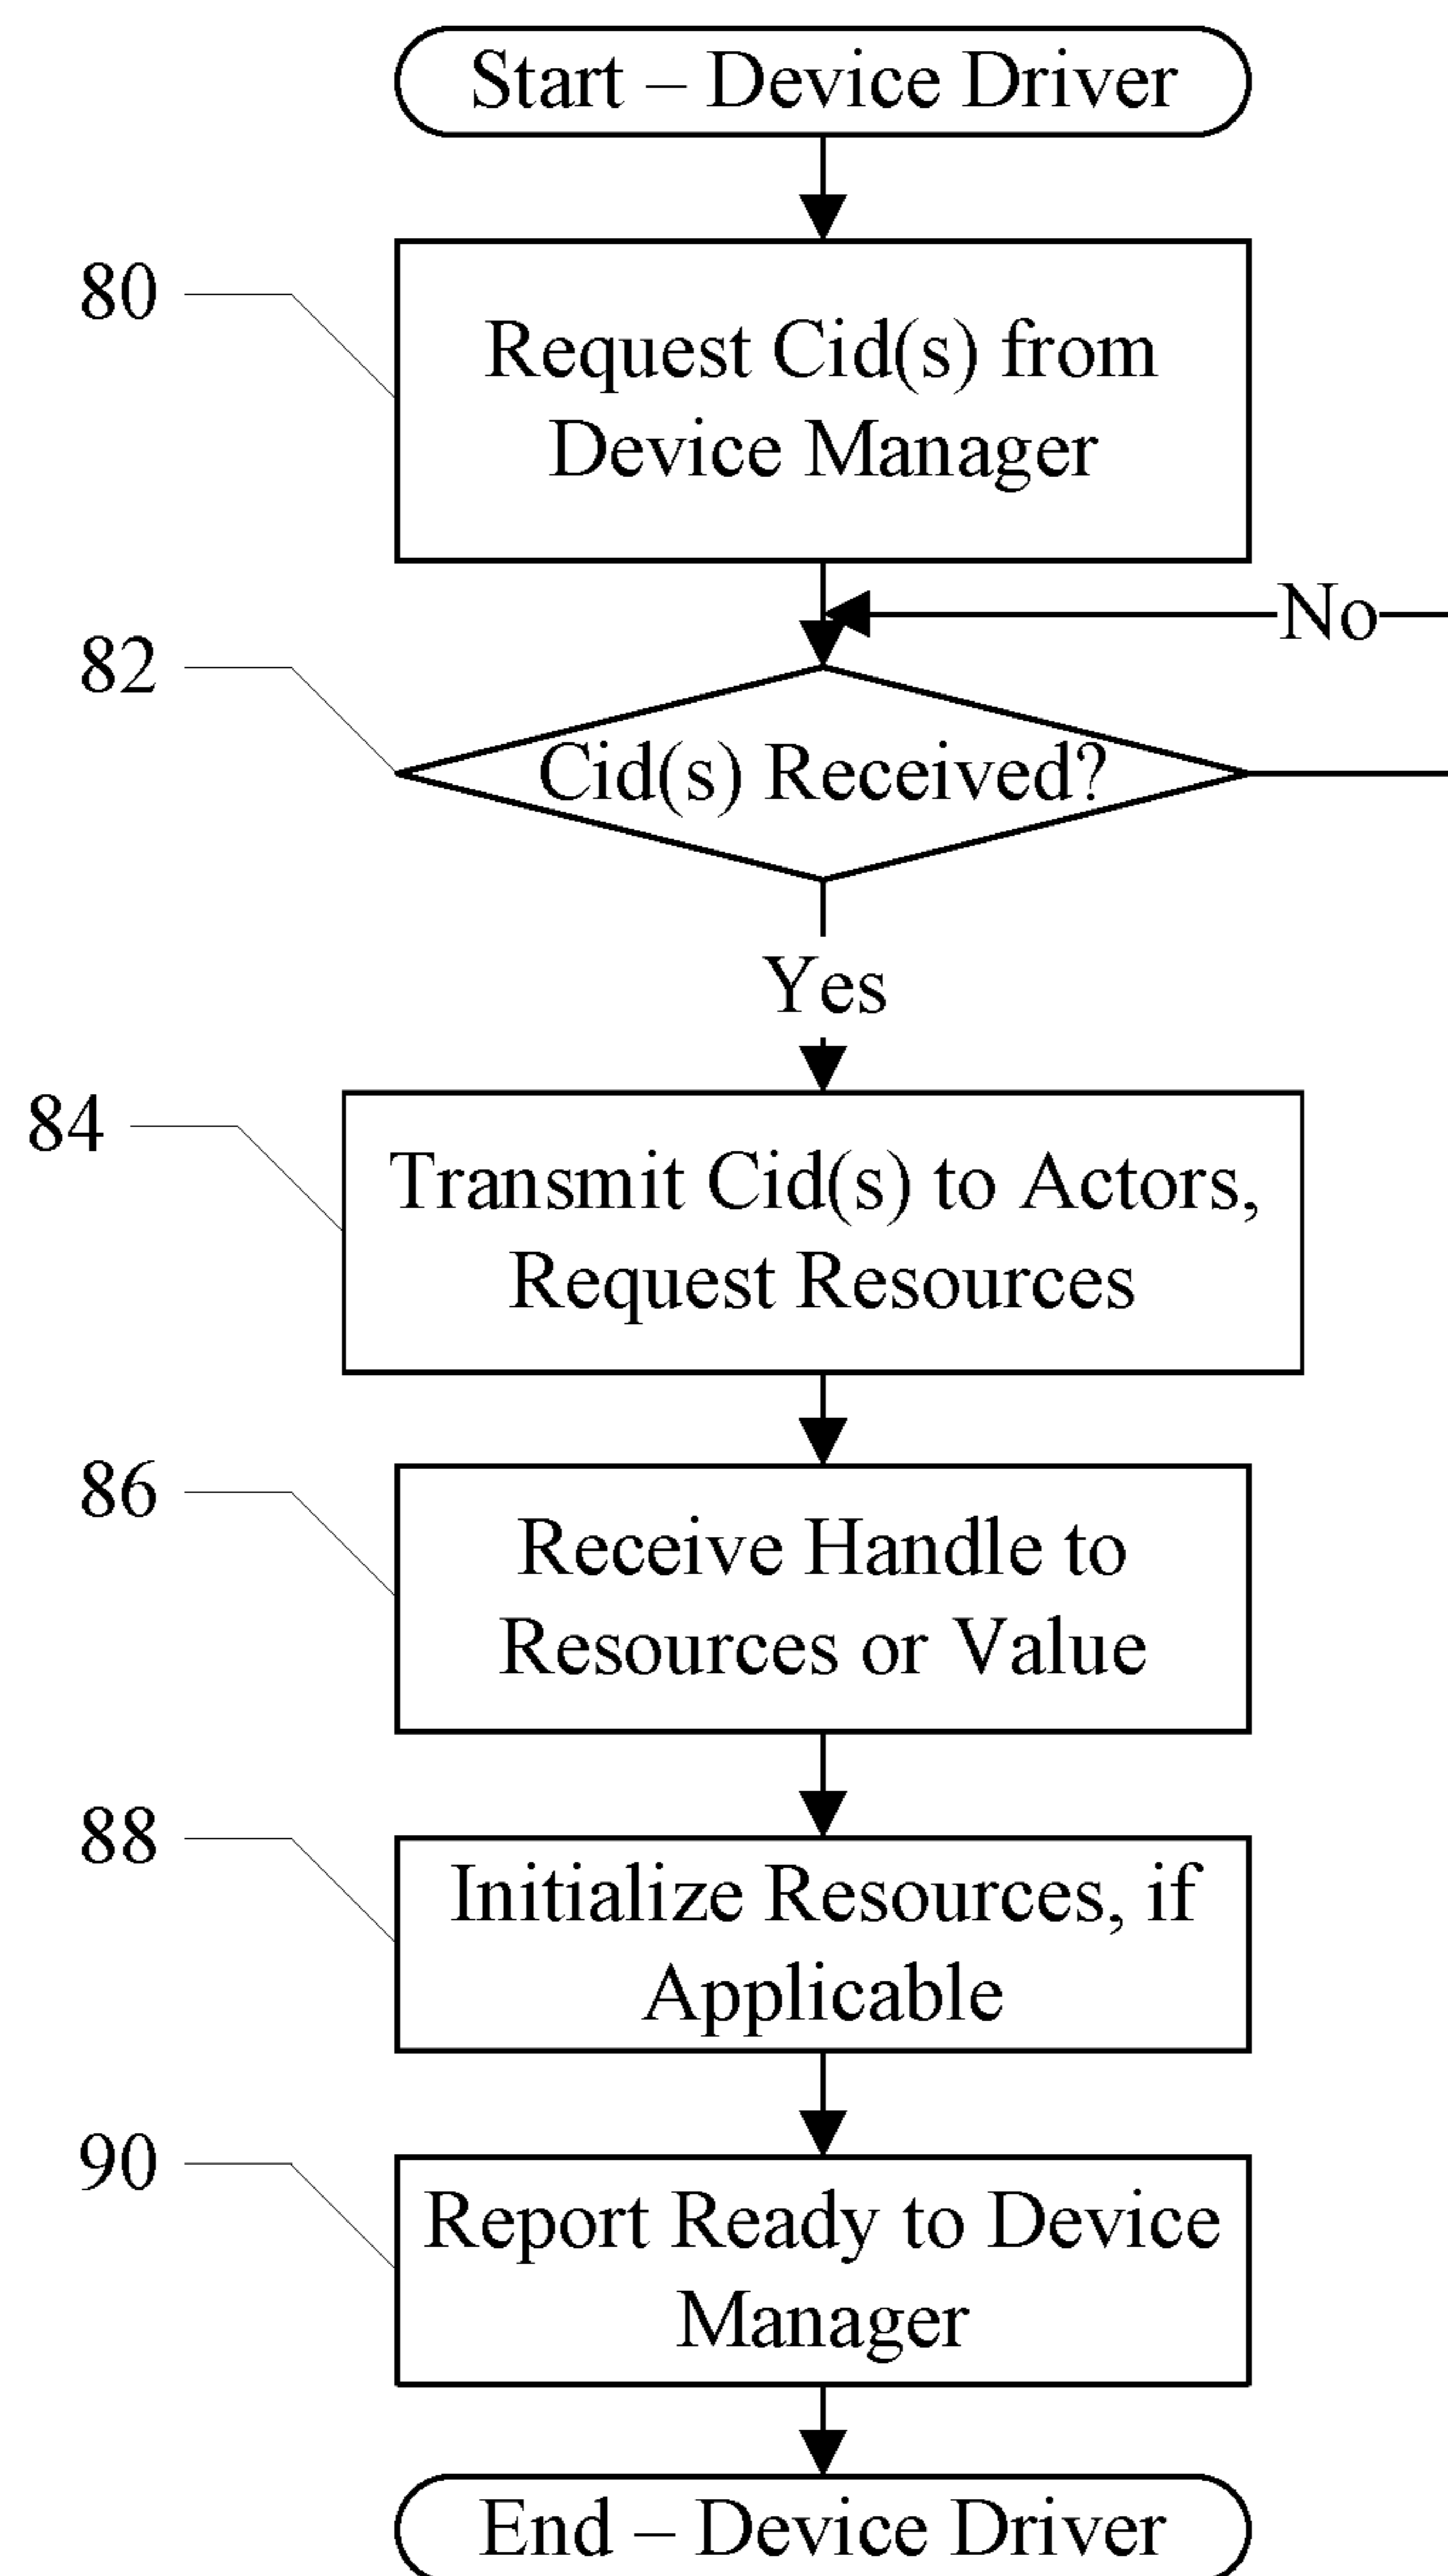 Start – Device Driver
80
Request Cid(s) from
Device Manager
No
82
Cid(s) Received?
Yes
84
Transmit Cid(s) to Actors,
Request Resources
86
Receive Handle to
Resources or Value
88
Initialize Resources, if
Applicable
90
Report Ready to Device
Manager
End – Device Driver